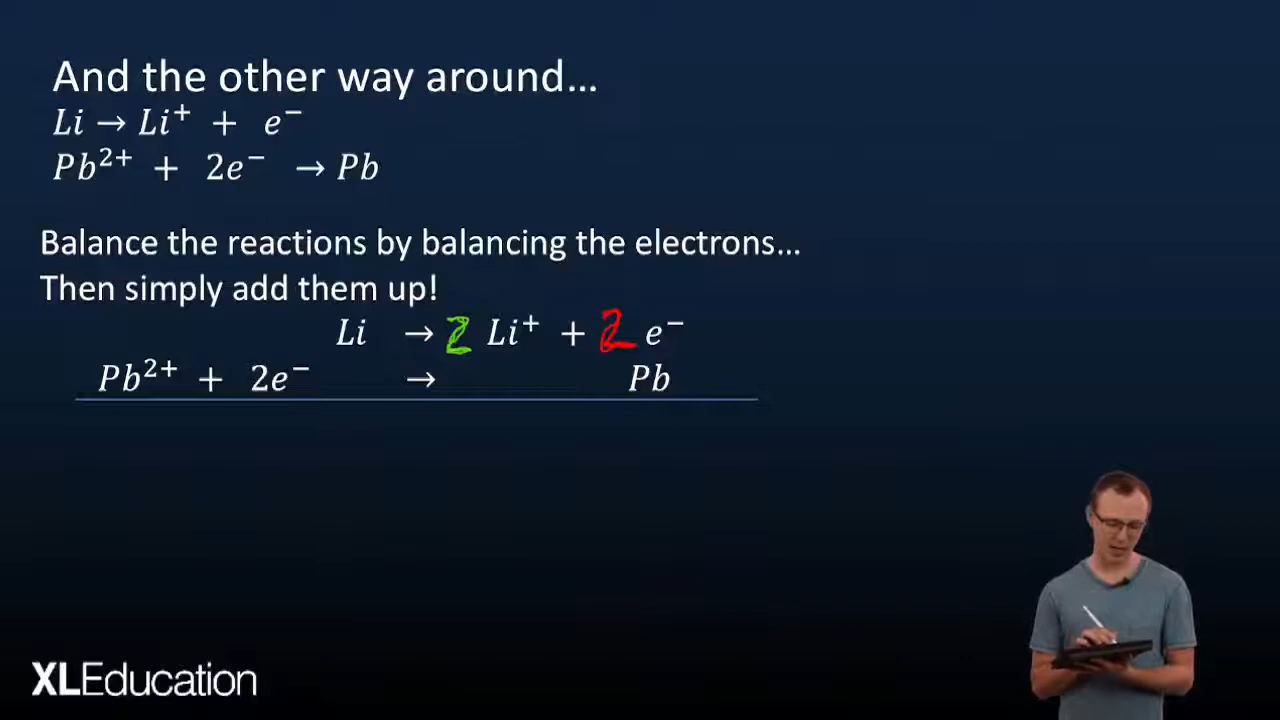 And the other way around...
Li → Li⁺ + e⁻
Pb²⁺ + 2e⁻ → Pb
Balance the reactions by balancing the electrons...
Then simply add them up!
Li → 2 Li⁺ + 2 e⁻
Pb²⁺ + 2e⁻ → Pb
XLEducation